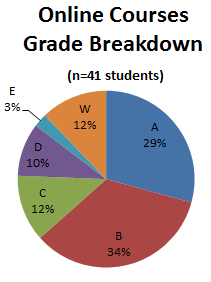 Online Courses
Grade Breakdown
(n=41 students)
E
3%
W
12%
A
29%
D
10%
C
12%
B
34%